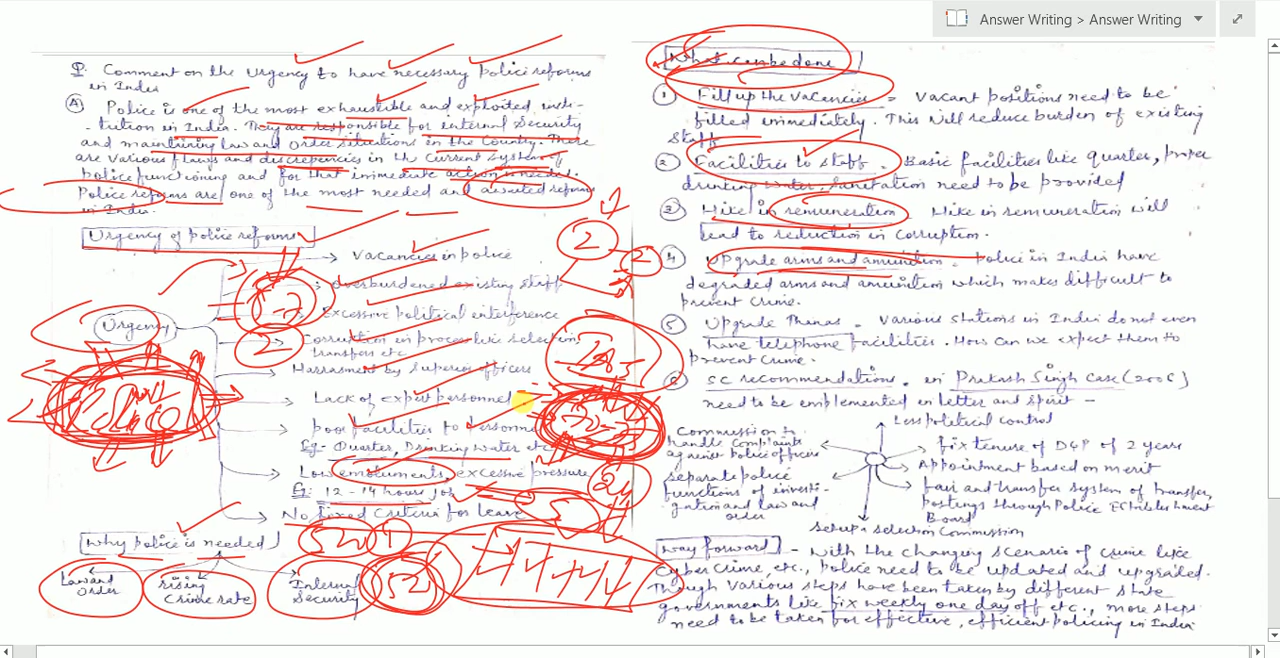 Answer Writing > Answer Writing
Q. Comment on the urgency to have necessary police reforms
in India
A) Police is one of the most exhaustible and exploited insti-
-tution in India. They are responsible for internal security
and maintaining law and order situations in the country. There
are various flaws and discrepencies in the current system of
police functioning and for that immediate action is needed.
Police reforms are one of the most needed and awaited reforms
in India.
Urgency of police reforms
Urgency
Vacancies in police
overburdened existing staff
Excessive political interference
Corruption in process like selection,
transfers etc
Harrasment by superior officers
Lack of expert personnel
poor facilities to personnel
Eg- Quarter, Drinking water etc
Low emoluments, excessive pressure
Eg: 12-14 hours job
No fixed criteria for leave
Why police is needed
Law and
order
rising
Crime rate
Internal
Security
What can be done
① Fill up the vacancies = Vacant positions need to be
filled immediately. This will reduce burden of existing
staff
② Facilities to staff. Basic facilities like quarter, proper
drinking water, sanitation need to be provided
③ Hike in remuneration. Hike in remuneration will
lead to reduction in corruption.
4 Upgrade arms and amunition. Police in India have
degraded arms and amunition which makes difficult to
prevent crime.
⑤ Upgrade Thanas = Various stations in India do not even
have telephone facilities. How can we expect them to
prevent crime.
⑥ SC recommendations. in Prakash Singh Case (2006)
need to be emplemented in letter and spirit -
Less political control
fix tenure of DGP of 2 years
Appointment based on merit
fair and transfer system of transfer,
postings through Police Establishment
Board
Setup a selection Commission
Commission to
handle complaints
against police officers
separate police
functions of investi-
gation and law and
order
Way forward - With the changing scenario of crime like
cyber crime, etc., police need to be updated and upgraded.
Though various steps have been taken by different state
governments like fix weekly one day off etc., more steps
need to be taken for effective, efficient policing in India